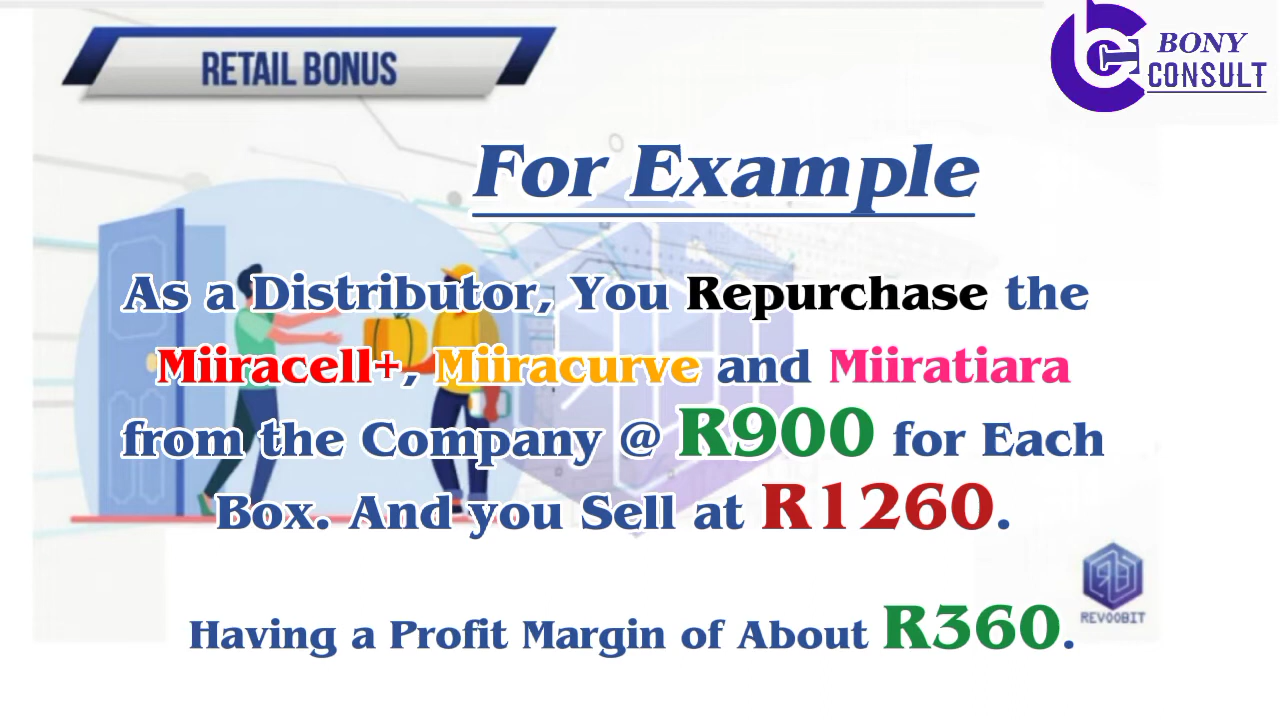 RETAIL BONUS
BONY
CONSULT
For Example
As a Distributor, You Repurchase the
Miiracell+, Miiracurve and Miiratiara
from the Company @ R900 for Each
Box. And you Sell at R1260.
REVOOBIT
Having a Profit Margin of About R360.